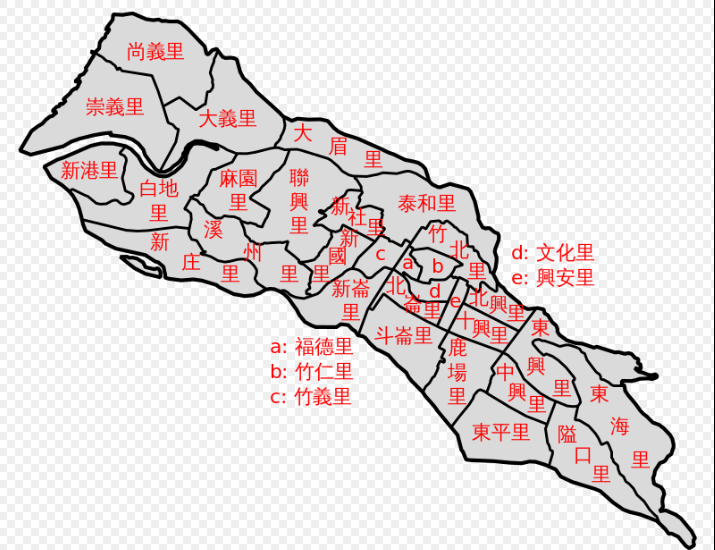 尚義里
崇義里
大義里
大眉里
新港里
白地里
麻園里
聯興里
新社里
泰和里
新庄里
溪州里
新國里
c
a
b
竹北里
d: 文化里
e: 興安里
新崙里
北崙里
d
e
北興里
十興里
斗崙里
東興里
a: 福德里
b: 竹仁里
c: 竹義里
鹿場里
中興里
東海里
東平里
隘口里